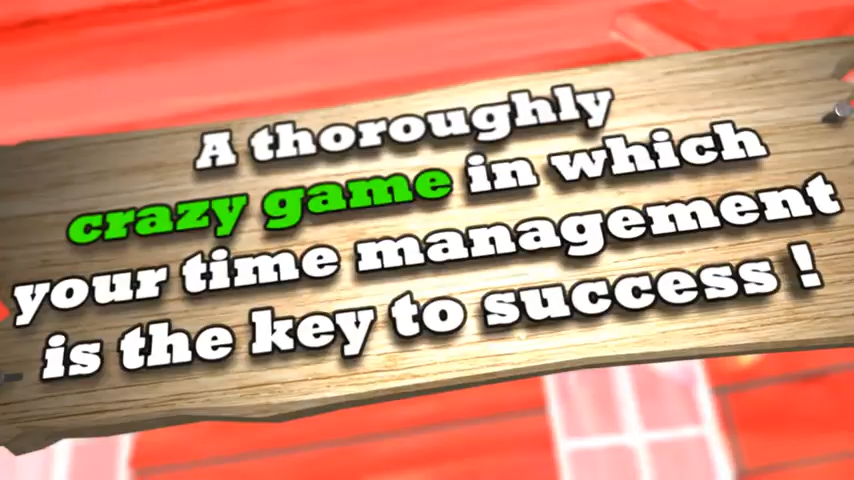 A thoroughly
crazy game in which
your time management
is the key to success !